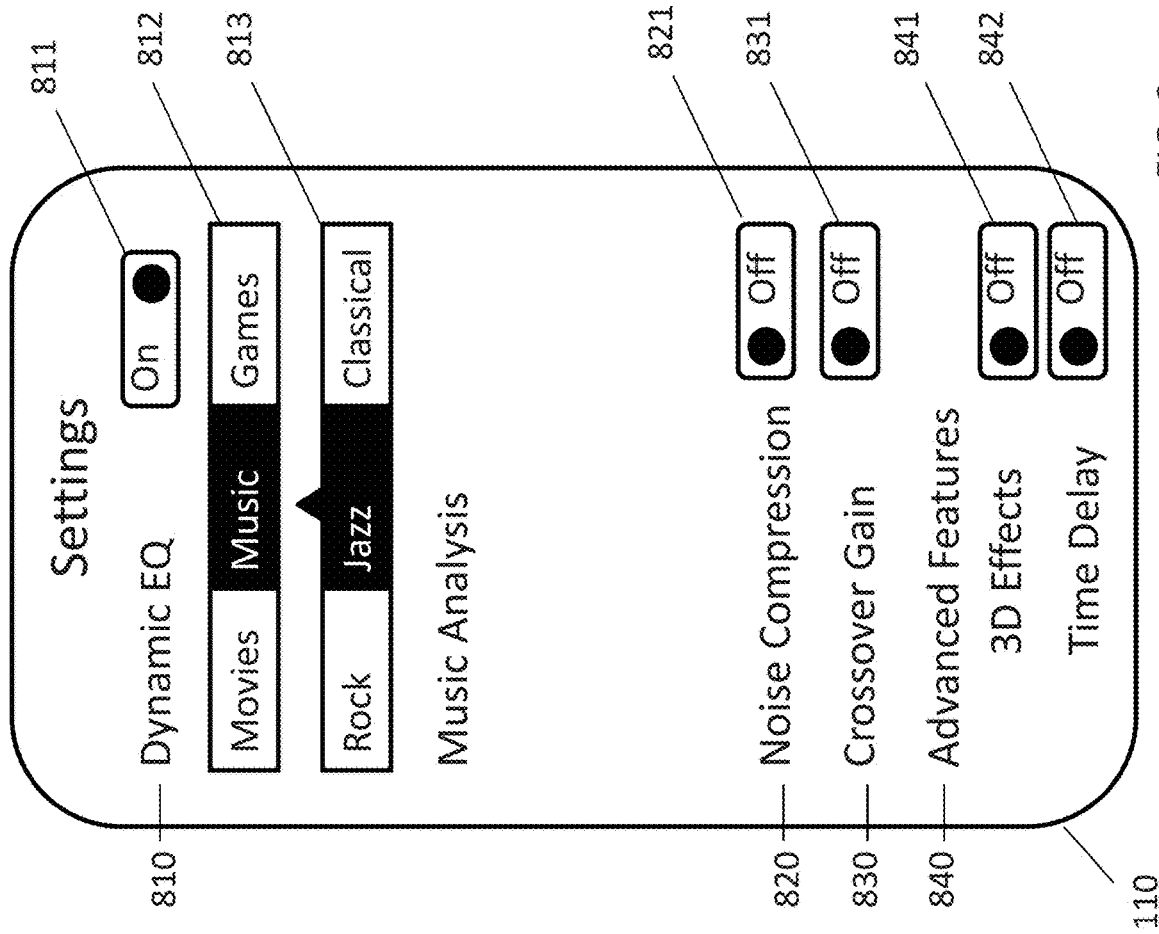 Settings
811
810 Dynamic EQ On
812
Movies Music Games
813
Rock Jazz Classical
Music Analysis
821
820 Noise Compression Off
831
830 Crossover Gain Off
840 Advanced Features
841
3D Effects Off
842
Time Delay Off
110